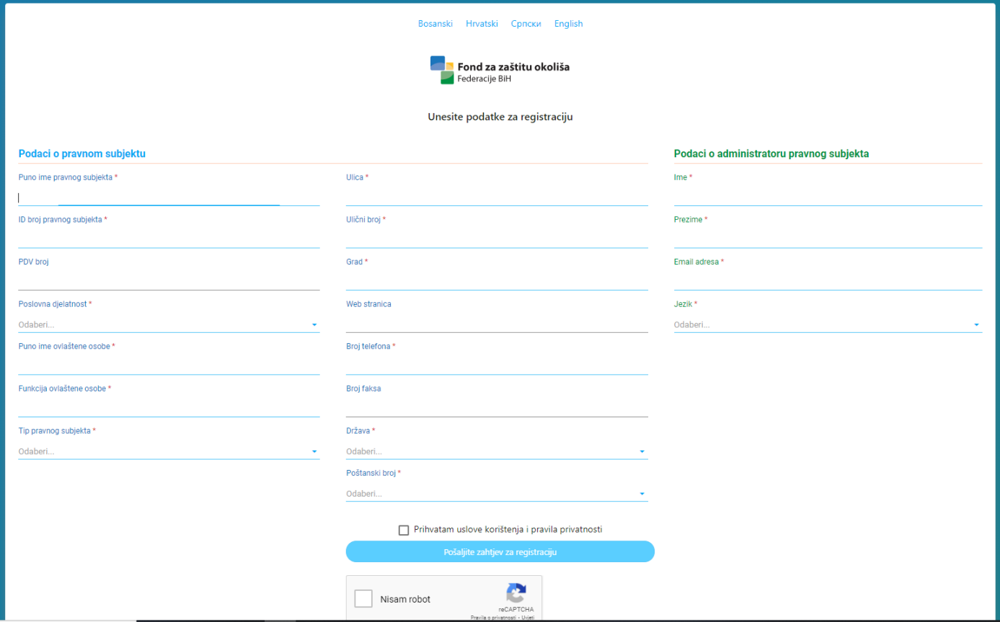 Bosanski Hrvatski Српски English
Fond za zaštitu okoliša
Federacije BiH
Unesite podatke za registraciju
Podaci o pravnom subjektu
Puno ime pravnog subjekta *
ID broj pravnog subjekta *
PDV broj
Poslovna djelatnost *
Odaberi...
Puno ime ovlaštene osobe *
Funkcija ovlaštene osobe *
Tip pravnog subjekta *
Odaberi...
Ulica *
Ulični broj *
Grad *
Web stranica
Broj telefona *
Broj faksa
Država *
Odaberi...
Poštanski broj *
Odaberi...
Podaci o administratoru pravnog subjekta
Ime *
Prezime *
Email adresa *
Jezik *
Odaberi...
Prihvatam uslove korištenja i pravila privatnosti
Pošaljite zahtjev za registraciju
Nisam robot
reCAPTCHA
Pravila o privatnosti - Uvjeti